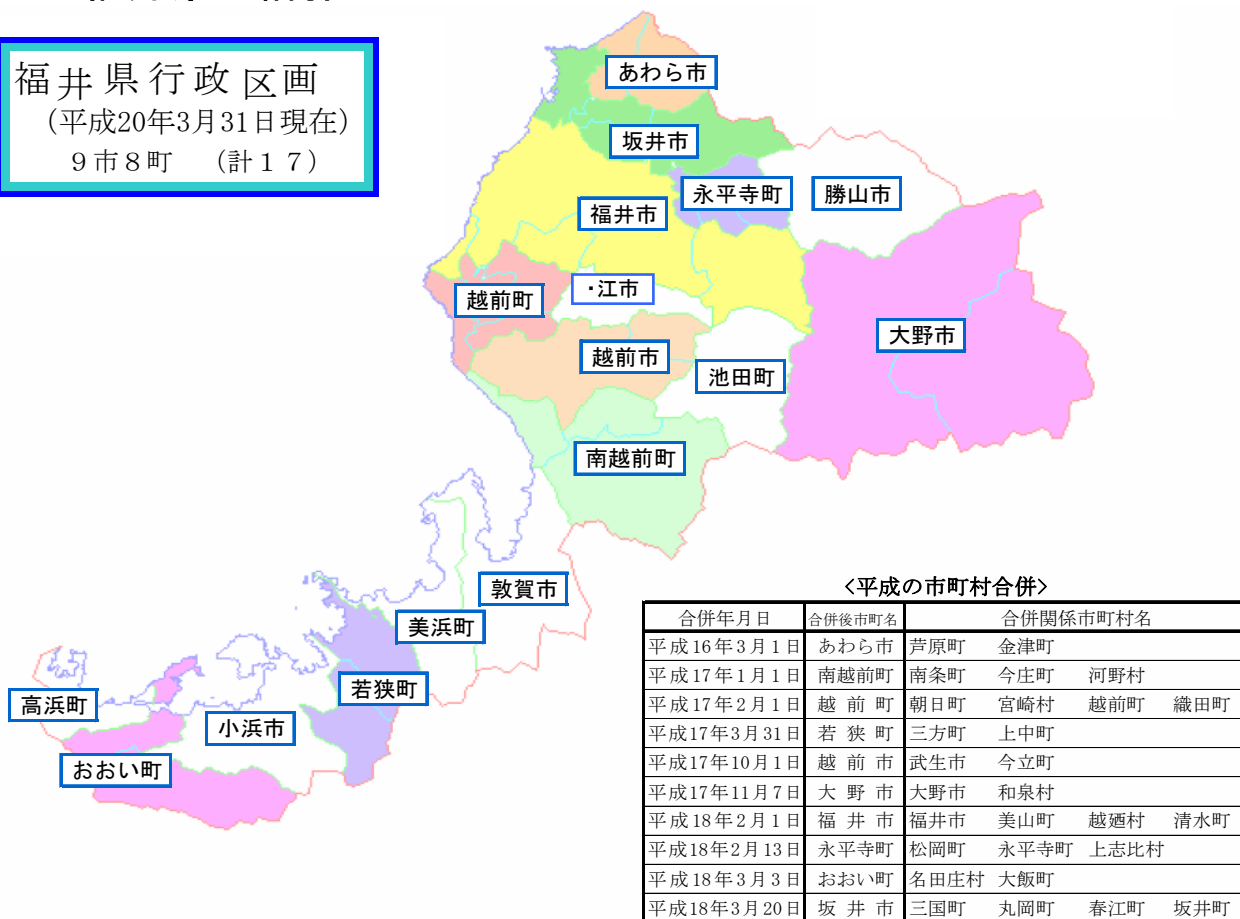 福井県行政区画
（平成20年3月31日現在）
９市８町　（計１７）
あわら市
坂井市
永平寺町
勝山市
福井市
・江市
越前町
大野市
越前市
池田町
南越前町
敦賀市
美浜町
若狭町
高浜町
小浜市
おおい町
<平成の市町村合併>
合併年月日 合併後市町名 合併関係市町村名
平成16年3月1日 あわら市 芦原町 金津町
平成17年1月1日 南越前町 南条町 今庄町 河野村
平成17年2月1日 越前町 朝日町 宮崎村 越前町 織田町
平成17年3月31日 若狭町 三方町 上中町
平成17年10月1日 越前市 武生市 今立町
平成17年11月7日 大野市 大野市 和泉村
平成18年2月1日 福井市 福井市 美山町 越廼村 清水町
平成18年2月13日 永平寺町 松岡町 永平寺町 上志比村
平成18年3月3日 おおい町 名田庄村 大飯町
平成18年3月20日 坂井市 三国町 丸岡町 春江町 坂井町